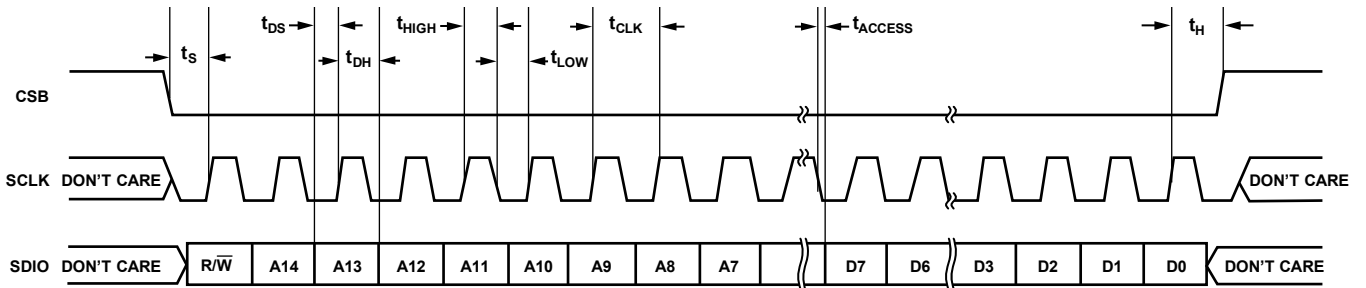 tDS tHIGH tCLK tACCESS tH
tS tDH tLOW
CSB
SCLK DON'T CARE DON'T CARE
SDIO DON'T CARE R/W̅ A14 A13 A12 A11 A10 A9 A8 A7 D7 D6 D3 D2 D1 D0 DON'T CARE